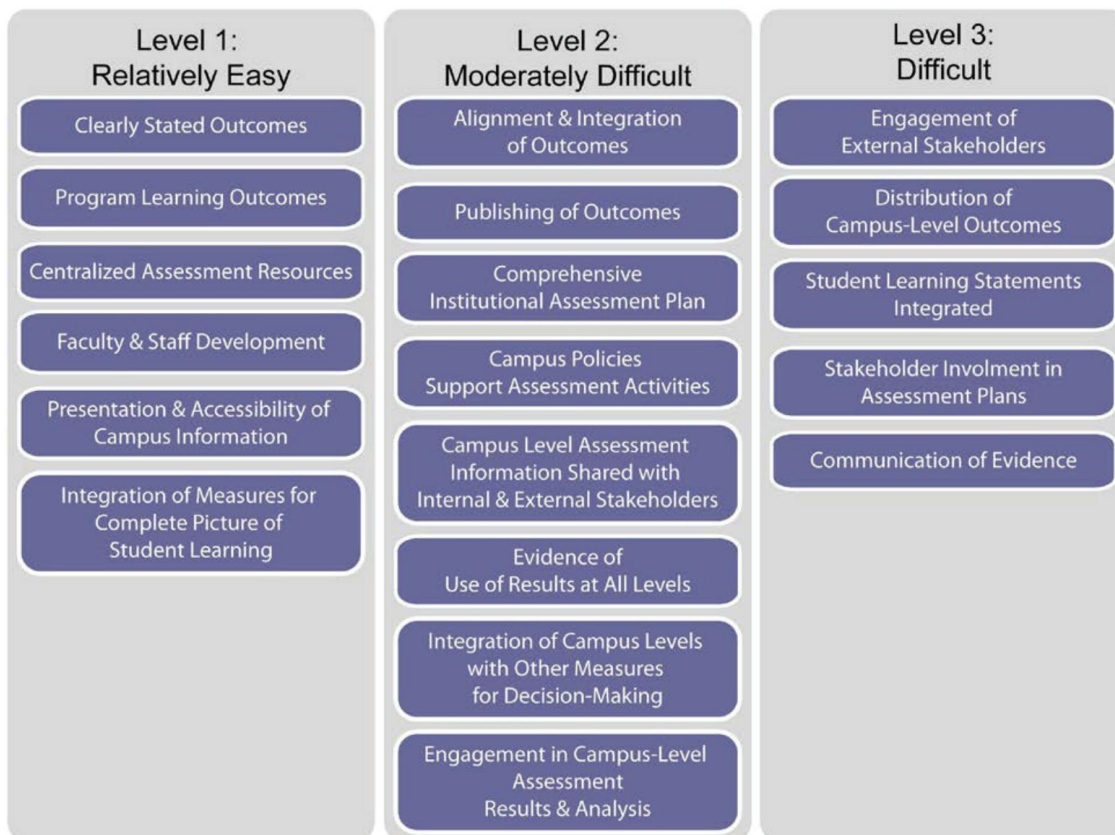 Level 1:
Relatively Easy
Clearly Stated Outcomes
Program Learning Outcomes
Centralized Assessment Resources
Faculty & Staff Development
Presentation & Accessibility of
Campus Information
Integration of Measures for
Complete Picture of
Student Learning
Level 2:
Moderately Difficult
Alignment & Integration
of Outcomes
Publishing of Outcomes
Comprehensive
Institutional Assessment Plan
Campus Policies
Support Assessment Activities
Campus Level Assessment
Information Shared with
Internal & External Stakeholders
Evidence of
Use of Results at All Levels
Integration of Campus Levels
with Other Measures
for Decision-Making
Engagement in Campus-Level
Assessment
Results & Analysis
Level 3:
Difficult
Engagement of
External Stakeholders
Distribution of
Campus-Level Outcomes
Student Learning Statements
Integrated
Stakeholder Involment in
Assessment Plans
Communication of Evidence